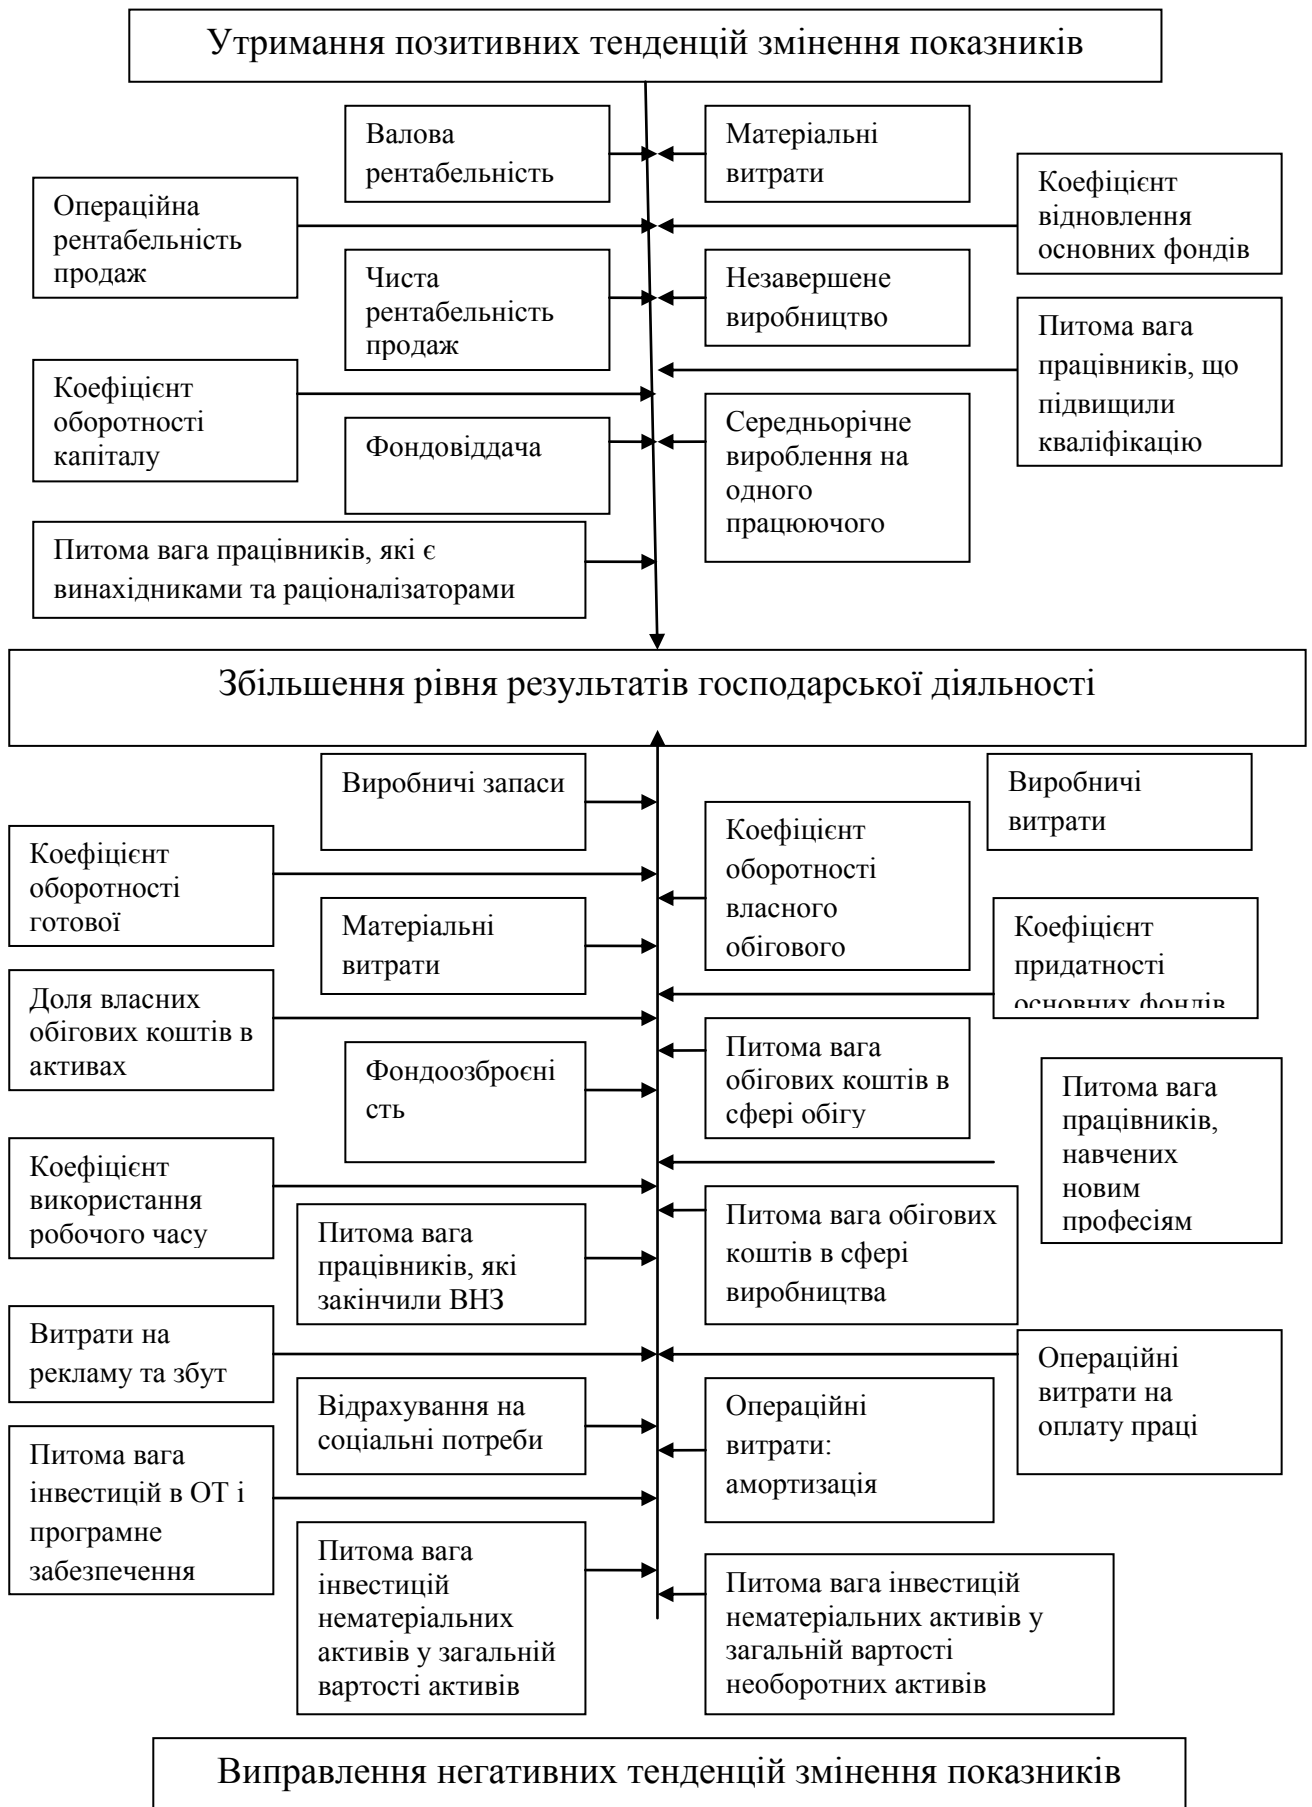 Утримання позитивних тенденцій змінення показників
Валова
рентабельність
Матеріальні
витрати
Операційна
рентабельність
продаж
Коефіцієнт
відновлення
основних фондів
Чиста
рентабельність
продаж
Незавершене
виробництво
Питома вага
працівників, що
підвищили
кваліфікацію
Коефіцієнт
оборотності
капіталу
Фондовіддача
Середньорічне
вироблення на
одного
працюючого
Питома вага працівників, які є
винахідниками та раціоналізаторами
Збільшення рівня результатів господарської діяльності
Виробничі запаси
Виробничі
витрати
Коефіцієнт
оборотності
готової
Коефіцієнт
оборотності
власного
обігового
Матеріальні
витрати
Коефіцієнт
придатності
основних фондів
Доля власних
обігових коштів в
активах
Питома вага
обігових коштів в
сфері обігу
Фондоозброєні
сть
Питома вага
працівників,
навчених
новим
професіям
Коефіцієнт
використання
робочого часу
Питома вага
працівників, які
закінчили ВНЗ
Питома вага обігових
коштів в сфері
виробництва
Витрати на
рекламу та збут
Операційні
витрати на
оплату праці
Відрахування на
соціальні потреби
Операційні
витрати:
амортизація
Питома вага
інвестицій в ОТ і
програмне
забезпечення
Питома вага
інвестицій
нематеріальних
активів у загальній
вартості активів
Питома вага інвестицій
нематеріальних активів у
загальній вартості
необоротних активів
Виправлення негативних тенденцій змінення показників